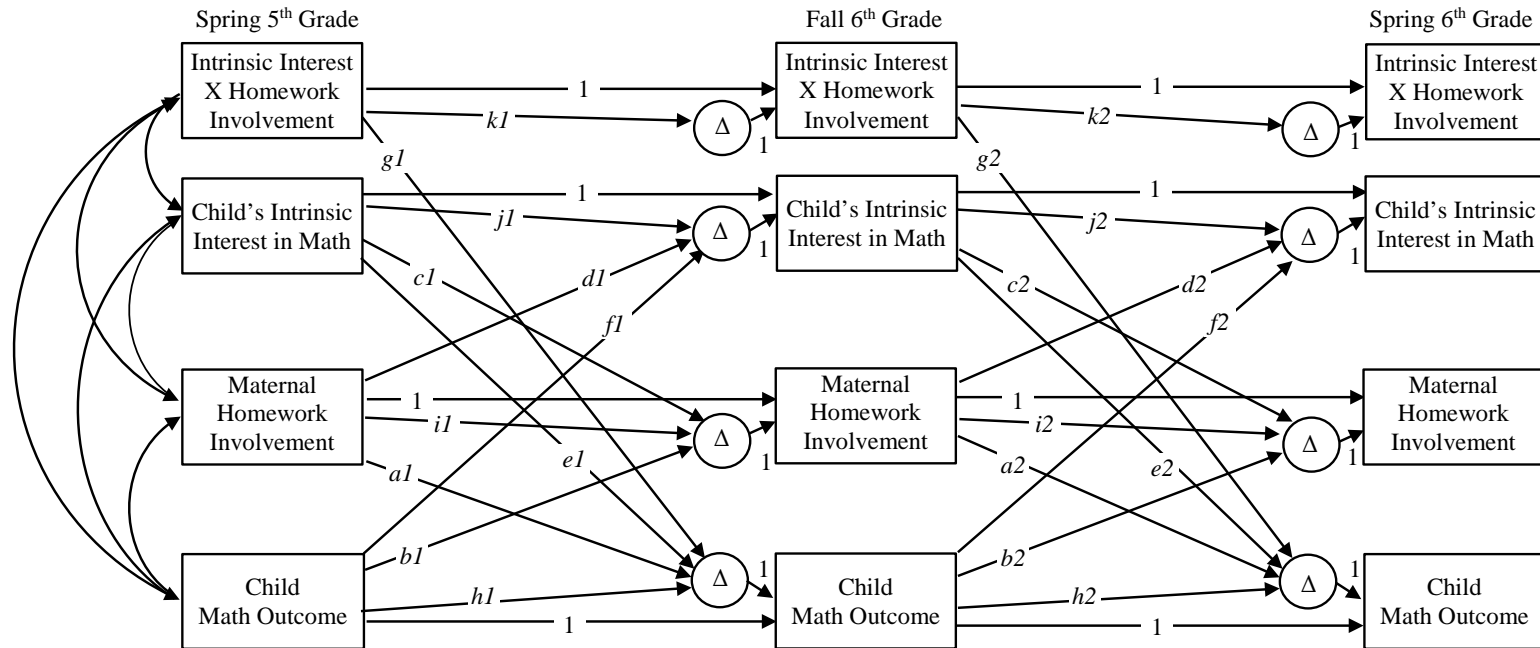 Spring 5th Grade
Fall 6th Grade
Spring 6th Grade
Intrinsic Interest
X Homework
Involvement
1
k1
Δ
1
g1
Intrinsic Interest
X Homework
Involvement
1
k2
Δ
1
g2
Intrinsic Interest
X Homework
Involvement
Child's Intrinsic
Interest in Math
1
j1
Δ
1
c1
d1
f1
Child's Intrinsic
Interest in Math
1
j2
Δ
1
c2
d2
f2
Child's Intrinsic
Interest in Math
Maternal
Homework
Involvement
1
i1
Δ
1
a1
e1
Maternal
Homework
Involvement
1
i2
Δ
1
a2
e2
Maternal
Homework
Involvement
Child
Math Outcome
b1
h1
Δ
1
1
Child
Math Outcome
b2
h2
Δ
1
1
Child
Math Outcome